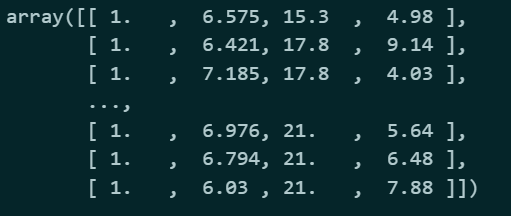 array([[ 1.   ,  6.575, 15.3  ,  4.98 ],
       [ 1.   ,  6.421, 17.8  ,  9.14 ],
       [ 1.   ,  7.185, 17.8  ,  4.03 ],
       ...,
       [ 1.   ,  6.976, 21.   ,  5.64 ],
       [ 1.   ,  6.794, 21.   ,  6.48 ],
       [ 1.   ,  6.03 , 21.   ,  7.88 ]])